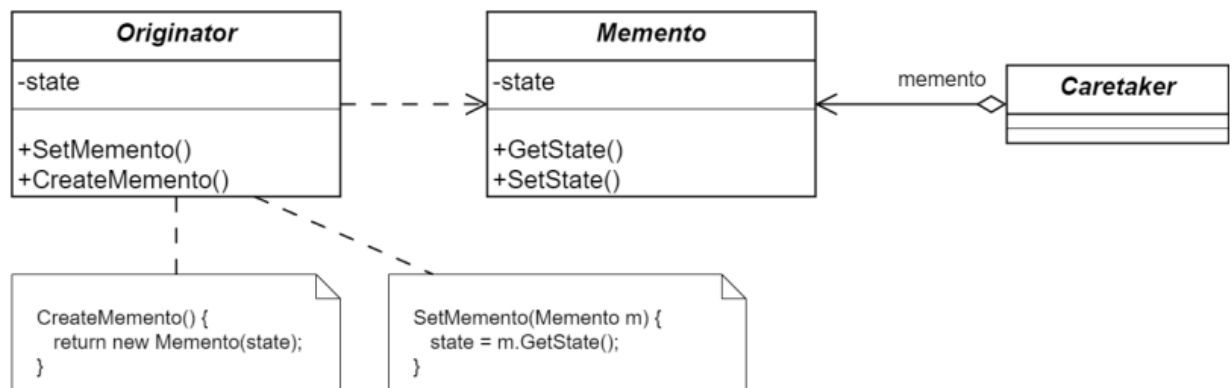 Originator
-state
+SetMemento()
+CreateMemento()
Memento
-state
+GetState()
+SetState()
memento
Caretaker
CreateMemento() {
return new Memento(state);
}
SetMemento(Memento m) {
state = m.GetState();
}